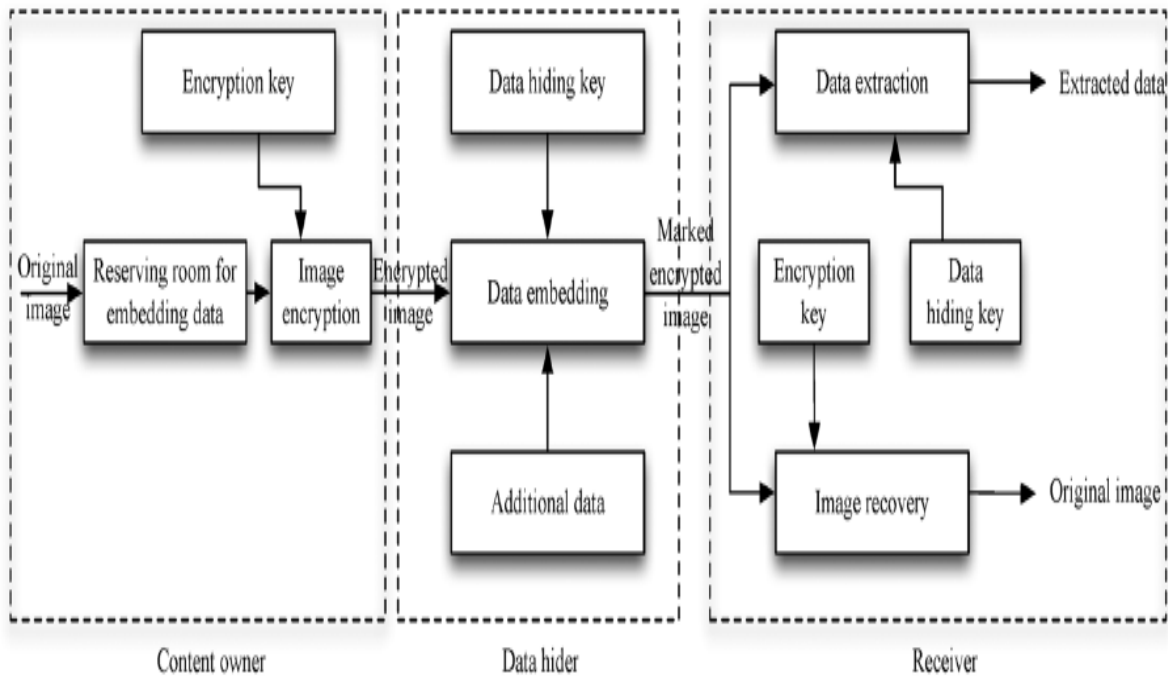 Encryption key
Data hiding key
Data extraction
Extracted data
Original
image
Reserving room for
embedding data
Image
encryption
Encrypted
image
Data embedding
Marked
encrypted
image
Encryption
key
Data
hiding key
Additional data
Image recovery
Original image
Content owner
Data hider
Receiver